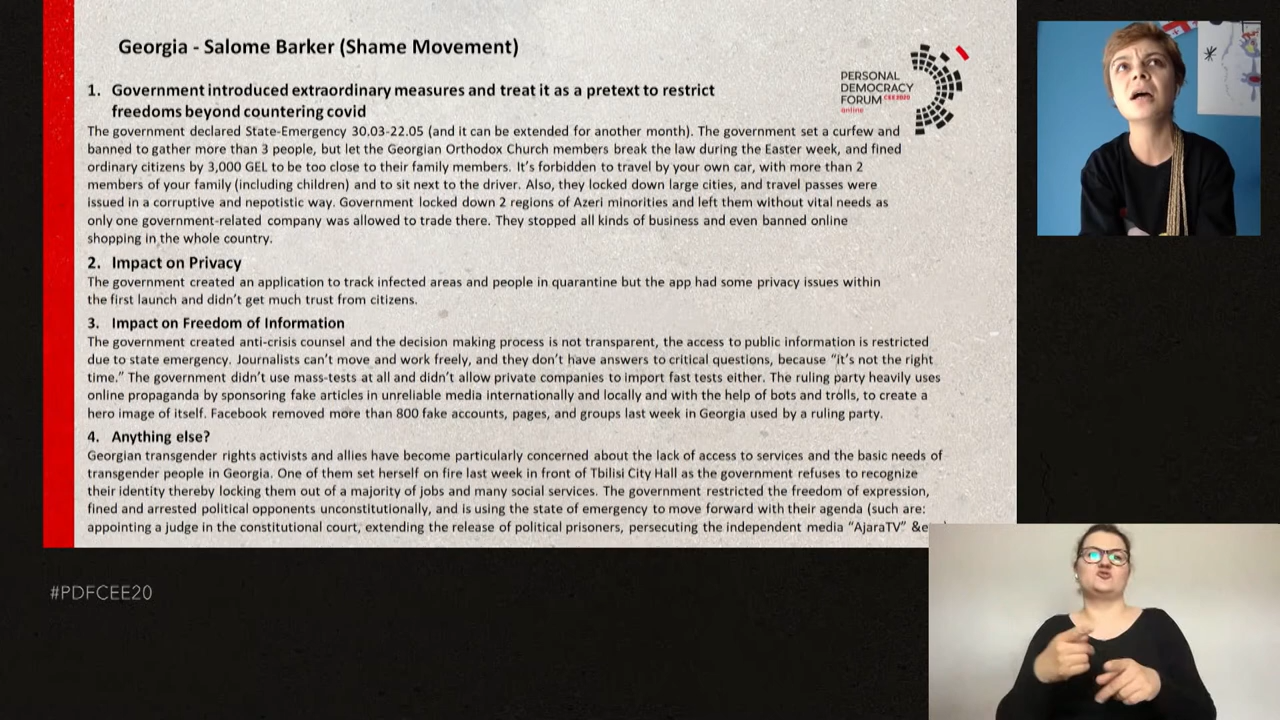 Georgia - Salome Barker (Shame Movement)
PERSONAL
DEMOCRACY
FORUM CEE 2020
online
1. Government introduced extraordinary measures and treat it as a pretext to restrict
freedoms beyond countering covid
The government declared State-Emergency 30.03-22.05 (and it can be extended for another month). The government set a curfew and
banned to gather more than 3 people, but let the Georgian Orthodox Church members break the law during the Easter week, and fined
ordinary citizens by 3,000 GEL to be too close to their family members. It's forbidden to travel by your own car, with more than 2
members of your family (including children) and to sit next to the driver. Also, they locked down large cities, and travel passes were
issued in a corruptive and nepotistic way. Government locked down 2 regions of Azeri minorities and left them without vital needs as
only one government-related company was allowed to trade there. They stopped all kinds of business and even banned online
shopping in the whole country.
2. Impact on Privacy
The government created an application to track infected areas and people in quarantine but the app had some privacy issues within
the first launch and didn't get much trust from citizens.
3. Impact on Freedom of Information
The government created anti-crisis counsel and the decision making process is not transparent, the access to public information is restricted
due to state emergency. Journalists can't move and work freely, and they don't have answers to critical questions, because "it's not the right
time." The government didn't use mass-tests at all and didn't allow private companies to import fast tests either. The ruling party heavily uses
online propaganda by sponsoring fake articles in unreliable media internationally and locally and with the help of bots and trolls, to create a
hero image of itself. Facebook removed more than 800 fake accounts, pages, and groups last week in Georgia used by a ruling party.
4. Anything else?
Georgian transgender rights activists and allies have become particularly concerned about the lack of access to services and the basic needs of
transgender people in Georgia. One of them set herself on fire last week in front of Tbilisi City Hall as the government refuses to recognize
their identity thereby locking them out of a majority of jobs and many social services. The government restricted the freedom of expression,
fined and arrested political opponents unconstitutionally, and is using the state of emergency to move forward with their agenda (such are:
appointing a judge in the constitutional court, extending the release of political prisoners, persecuting the independent media "AjaraTV"
#PDFCEE20